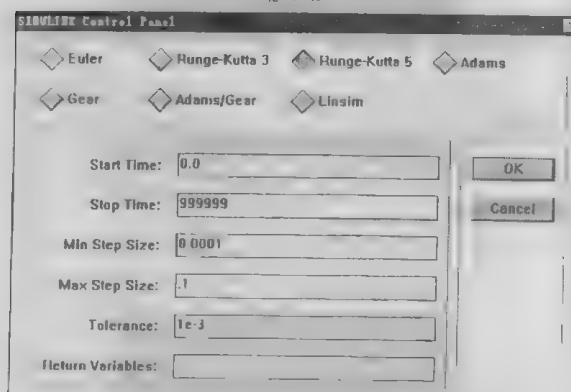 SIMULINK Control Panel
Euler
Runge-Kutta 3
Runge-Kutta 5
Adams
Gear
Adams/Gear
Linsim
Start Time: 0.0
OK
Stop Time: 999999
Cancel
Min Step Size: 0.0001
Max Step Size: .1
Tolerance: 1e-3
Return Variables: